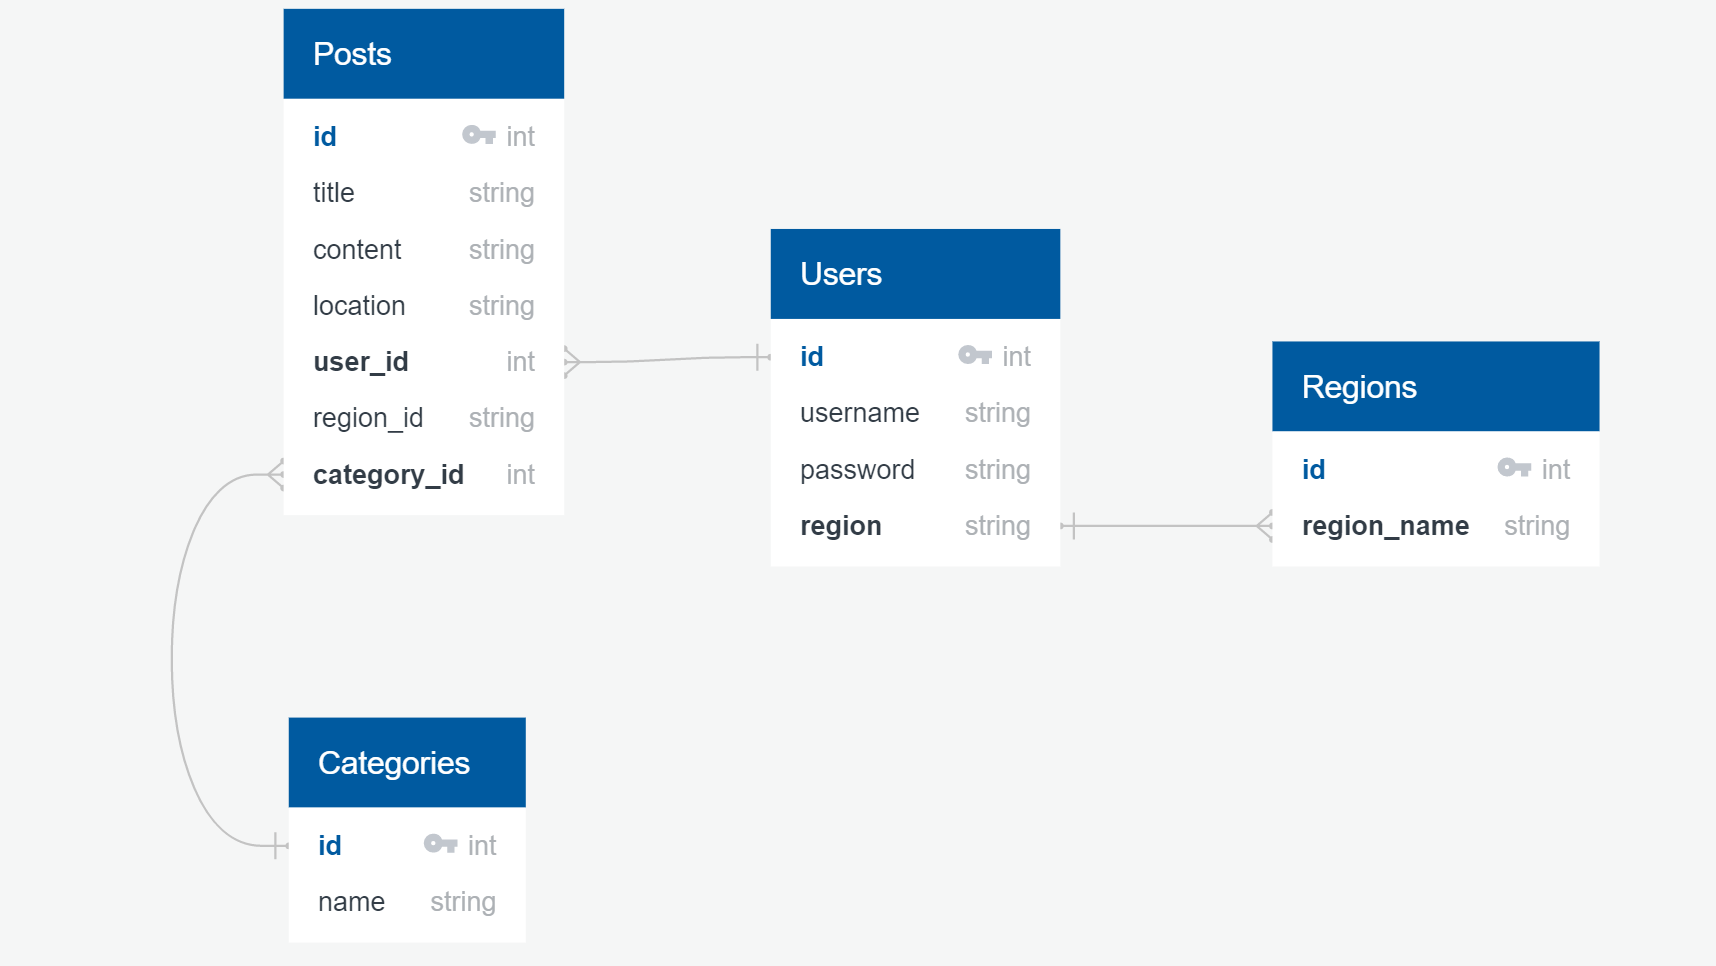 Posts
id int
title string
content string
location string
user_id int
region_id string
category_id int
Users
id int
username string
password string
region string
Regions
id int
region_name string
Categories
id int
name string